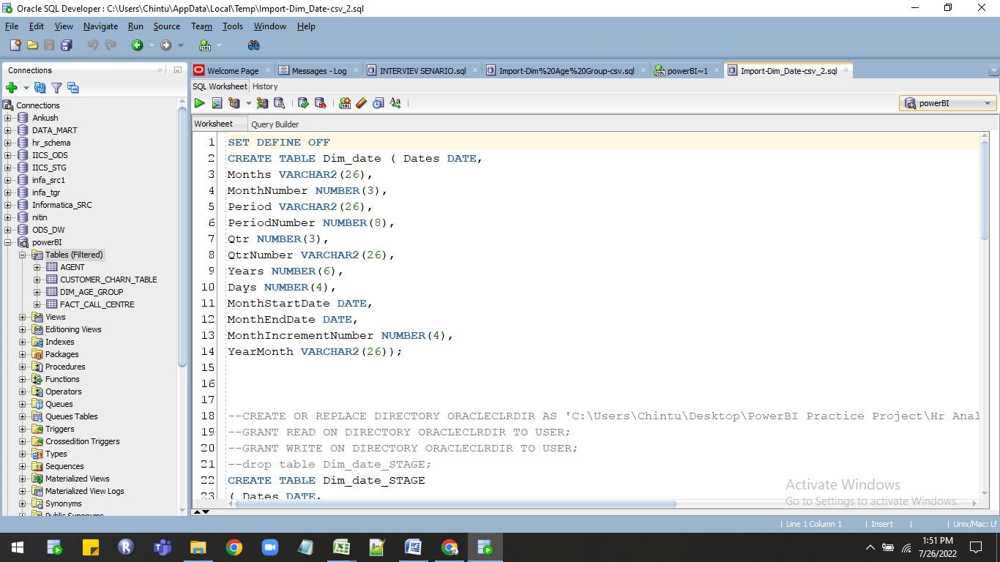 Oracle SQL Developer : C:\Users\Chintu\AppData\Local\Temp\Import-Dim_Date-csv_2.sql
File Edit View Navigate Run Source Team Tools Window Help
Connections
Welcome Page
Messages - Log
INTERVIEV SENARIO.sql
Import-Dim%20Age%20Group-csv.sql
powerBI~1
Import-Dim_Date-csv_2.sql
SQL Worksheet History
powerBI
Worksheet Query Builder
Connections
Ankush
DATA_MART
hr_schema
IICS_ODS
IICS_STG
infa_src1
infa_tgr
Informatica_SRC
nitin
ODS_DW
powerBI
Tables (Filtered)
AGENT
CUSTOMER_CHARN_TABLE
DIM_AGE_GROUP
FACT_CALL_CENTRE
Views
Editioning Views
Indexes
Packages
Procedures
Functions
Operators
Queues
Queues Tables
Triggers
Crossedition Triggers
Types
Sequences
Materialized Views
Materialized View Logs
Synonyms
Public Synonyms
1 SET DEFINE OFF
2 CREATE TABLE Dim_date ( Dates DATE,
3 Months VARCHAR2(26),
4 MonthNumber NUMBER(3),
5 Period VARCHAR2(26),
6 PeriodNumber NUMBER(8),
7 Qtr NUMBER(3),
8 QtrNumber VARCHAR2(26),
9 Years NUMBER(6),
10 Days NUMBER(4),
11 MonthStartDate DATE,
12 MonthEndDate DATE,
13 MonthIncrementNumber NUMBER(4),
14 YearMonth VARCHAR2(26));
15
16
17
18 --CREATE OR REPLACE DIRECTORY ORACLECLRDIR AS 'C:\Users\Chintu\Desktop\PowerBI Practice Project\Hr Anal
19 --GRANT READ ON DIRECTORY ORACLECLRDIR TO USER;
20 --GRANT WRITE ON DIRECTORY ORACLECLRDIR TO USER;
21 --drop table Dim_date_STAGE;
22 CREATE TABLE Dim_date_STAGE
23 ( Dates DATE,
Activate Windows
Go to Settings to activate Windows.
Line 1 Column 1 Insert Unix/Mac: LF
1:51 PM
7/26/2022